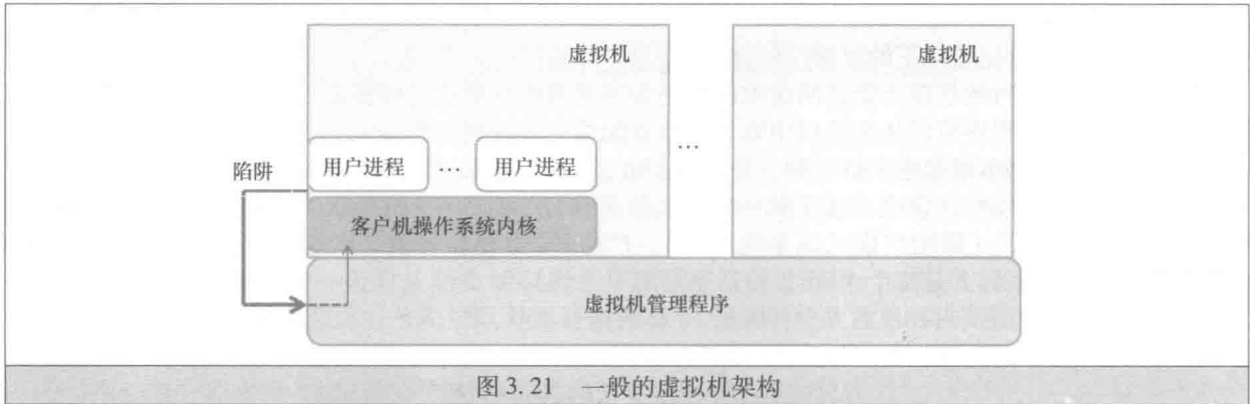 虚拟机
虚拟机
…
陷阱
用户进程 … 用户进程
客户机操作系统内核
虚拟机管理程序
图 3.21 一般的虚拟机架构